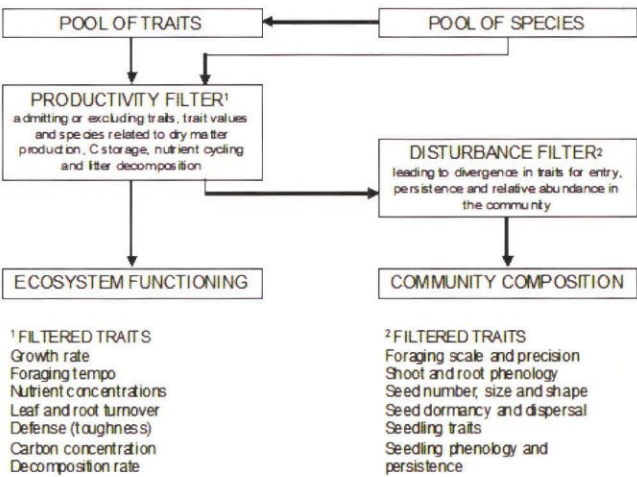 POOL OF TRAITS
POOL OF SPECIES
PRODUCTIVITY FILTER¹
admitting or excluding traits, trait values
and species related to dry matter
production, C storage, nutrient cycling
and litter decomposition
DISTURBANCE FILTER²
leading to divergence in traits for entry,
persistence and relative abundance in
the community
ECOSYSTEM FUNCTIONING
COMMUNITY COMPOSITION
¹ FILTERED TRAITS
Growth rate
Foraging tempo
Nutrient concentrations
Leaf and root turnover
Defense (toughness)
Carbon concentration
Decomposition rate
² FILTERED TRAITS
Foraging scale and precision
Shoot and root phenology
Seed number, size and shape
Seed dormancy and dispersal
Seedling traits
Seedling phenology and
persistence